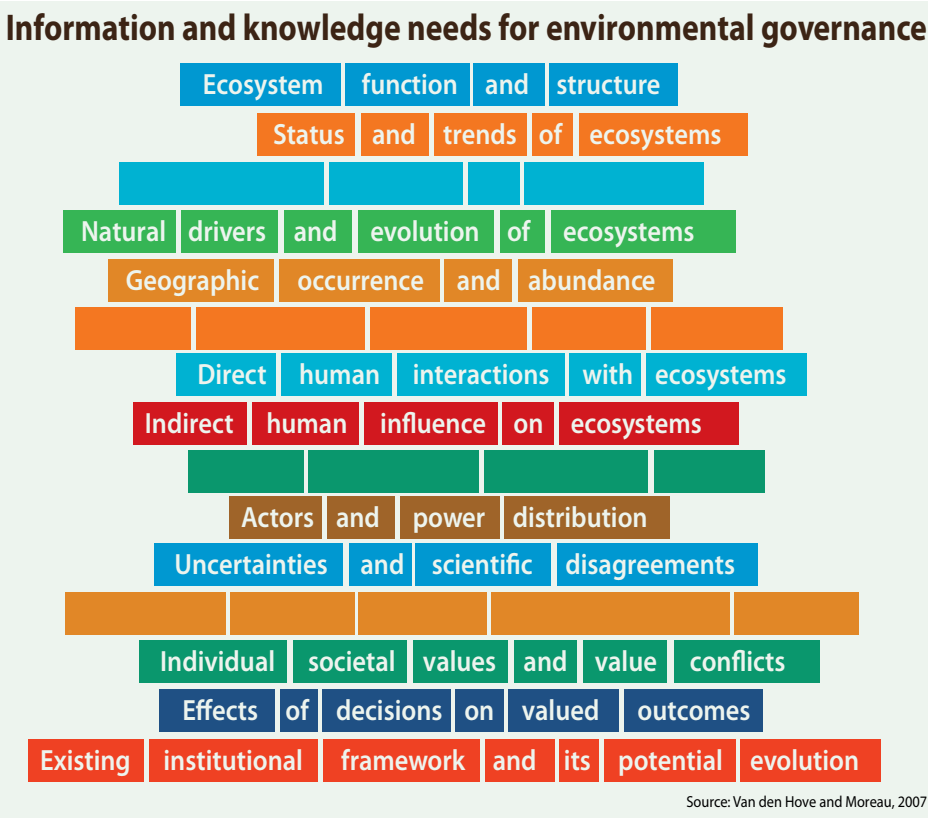 Information and knowledge needs for environmental governance
Ecosystem function and structure
Status and trends of ecosystems
Natural drivers and evolution of ecosystems
Geographic occurrence and abundance
Direct human interactions with ecosystems
Indirect human influence on ecosystems
Actors and power distribution
Uncertainties and scientific disagreements
Individual societal values and value conflicts
Effects of decisions on valued outcomes
Existing institutional framework and its potential evolution
Source: Van den Hove and Moreau, 2007